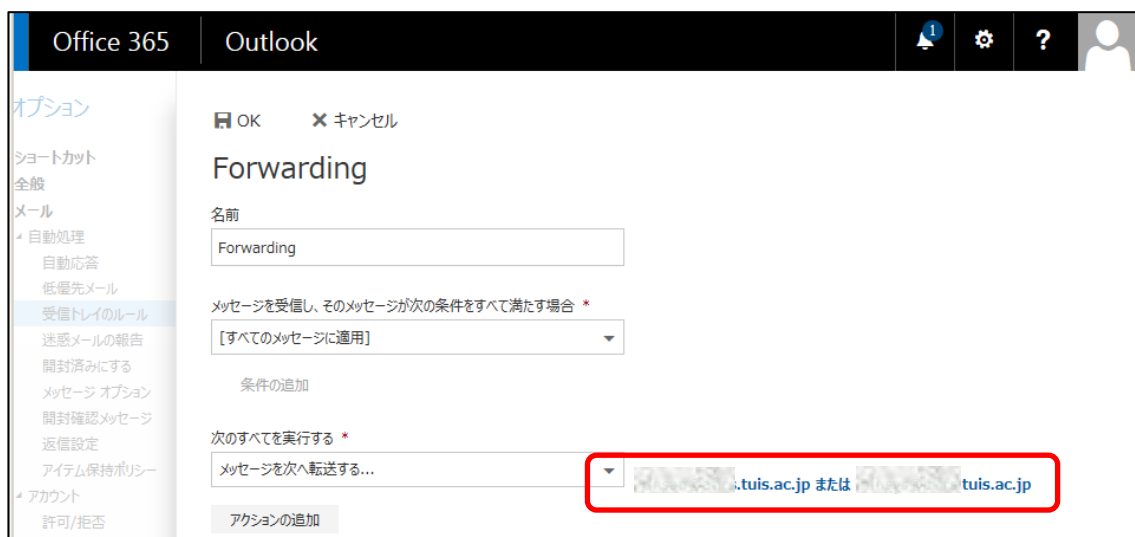 Office 365 Outlook 1 ?
オプション
OK キャンセル
ショートカット
全般
メール
自動処理
自動応答
低優先メール
受信トレイのルール
迷惑メールの報告
開封済みにする
メッセージ オプション
開封確認メッセージ
返信設定
アイテム保持ポリシー
アカウント
許可/拒否
Forwarding
名前
Forwarding
メッセージを受信し、そのメッセージが次の条件をすべて満たす場合 *
[すべてのメッセージに適用]
条件の追加
次のすべてを実行する *
メッセージを次へ転送する...
.tuis.ac.jp または tuis.ac.jp
アクションの追加